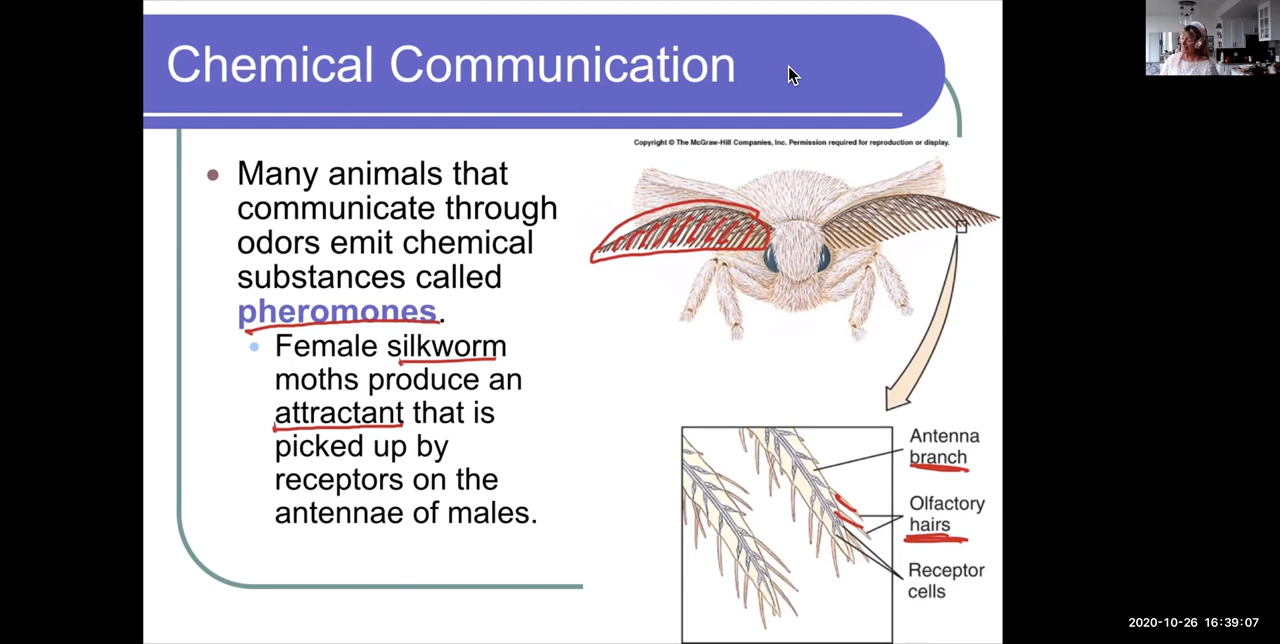 Chemical Communication
Copyright © The McGraw-Hill Companies, Inc. Permission required for reproduction or display.
Many animals that
communicate through
odors emit chemical
substances called
pheromones.
Female silkworm
moths produce an
attractant that is
picked up by
receptors on the
antennae of males.
Antenna
branch
Olfactory
hairs
Receptor
cells
2020-10-26 16:39:07